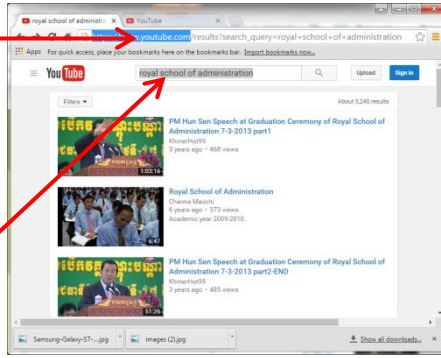 royal school of administr
YouTube
w.youtube.com/results?search_query=royal+school+of+administration
Apps For quick access, place your bookmarks here on the bookmarks bar. Import bookmarks now...
YouTube
royal school of administration
Upload
Sign in
Filters
About 5,240 results
PM Hun Sen Speech at Graduation Ceremony of Royal School of
Administration 7-3-2013 part1
KhmerHot99
3 years ago • 468 views
1:03:16
Royal School of Administration
Channa Maochi
6 years ago • 573 views
Academic year 2009-2010.
6:47
PM Hun Sen Speech at Graduation Ceremony of Royal School of
Administration 7-3-2013 part2-END
KhmerHot99
3 years ago • 485 views
51:26
Samsung-Galaxy-S7-...jpg
images (2).jpg
Show all downloads...